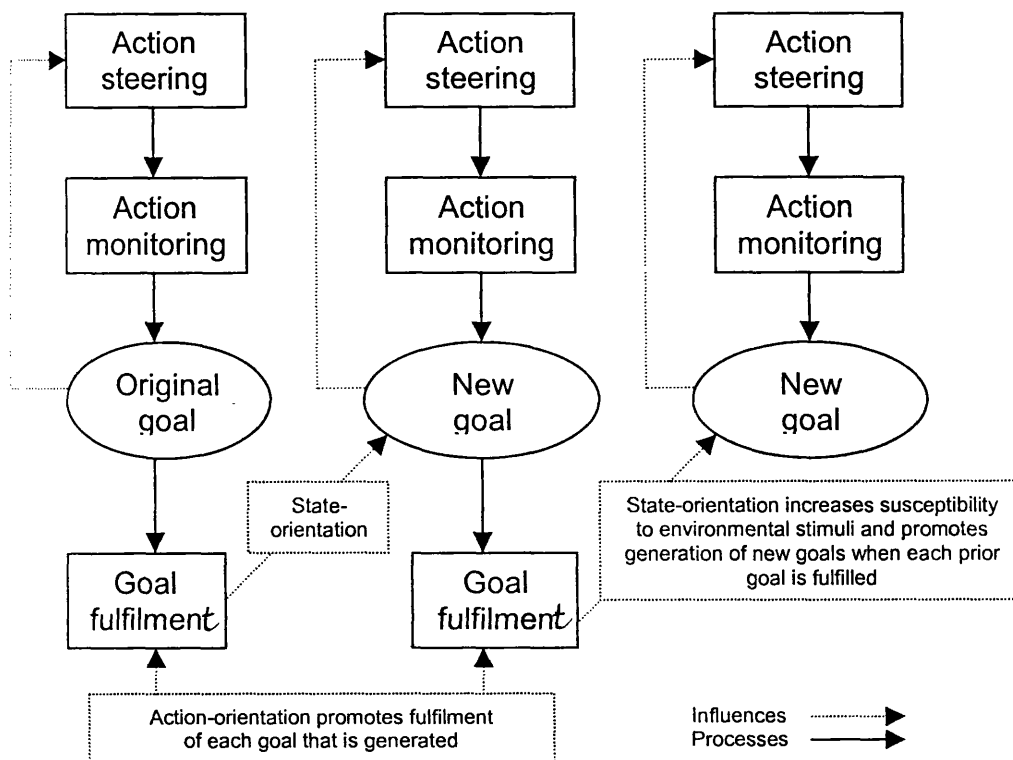 Action
steering
Action
steering
Action
steering
Action
monitoring
Action
monitoring
Action
monitoring
Original
goal
New
goal
New
goal
State-
orientation
State-orientation increases susceptibility
to environmental stimuli and promotes
generation of new goals when each prior
goal is fulfilled
Goal
fulfilment
Goal
fulfilment
Action-orientation promotes fulfilment
of each goal that is generated
Influences
Processes